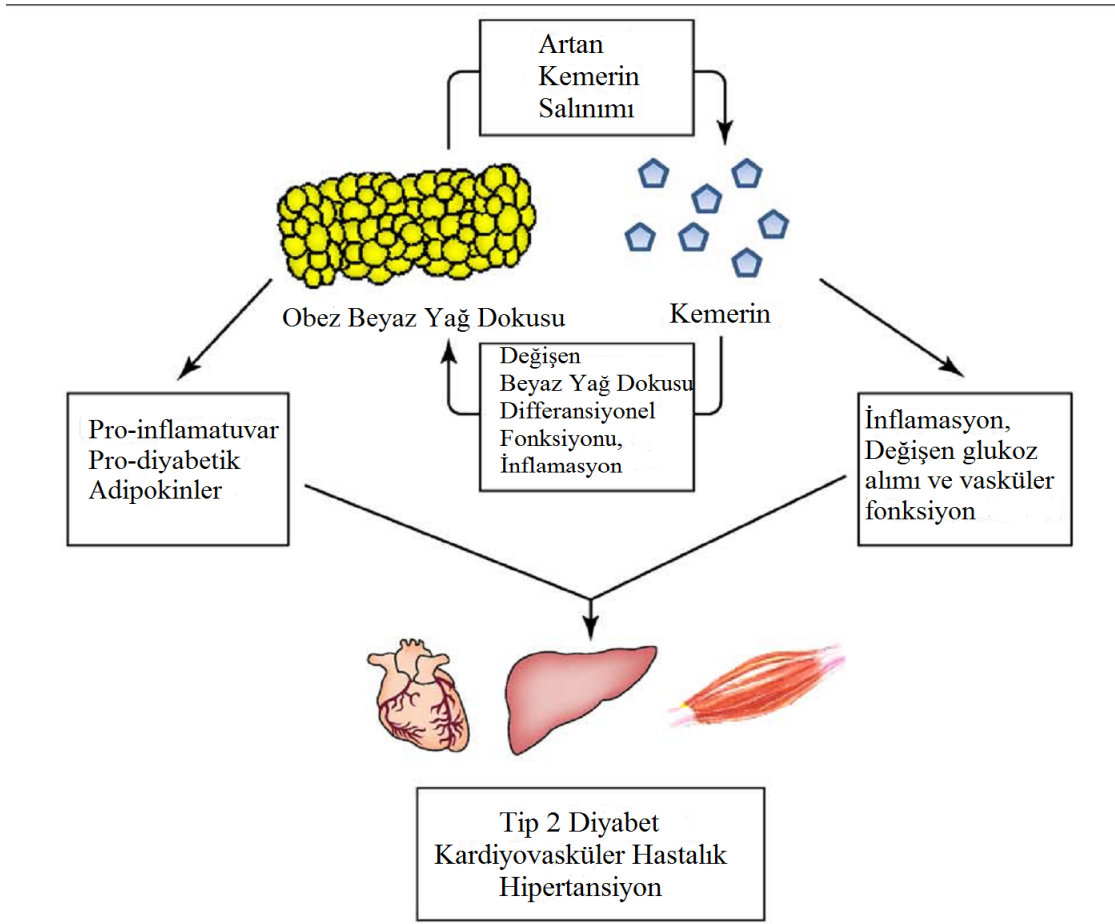 Artan
Kemerin
Salınımı
Obez Beyaz Yağ Dokusu
Kemerin
Değişen
Beyaz Yağ Dokusu
Differansiyonel
Fonksiyonu,
İnflamasyon
Pro-inflamatuvar
Pro-diyabetik
Adipokinler
İnflamasyon,
Değişen glukoz
alımı ve vasküler
fonksiyon
Tip 2 Diyabet
Kardiyovasküler Hastalık
Hipertansiyon